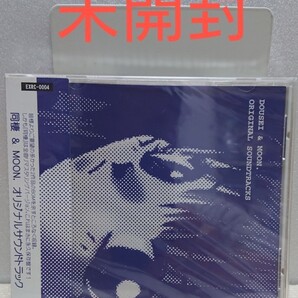 未開封
EXRC-0004
同棲 & MOON. オリジナルサウンドトラック
DOUSEI & MOON.
ORIGINAL SOUNDTRACKS